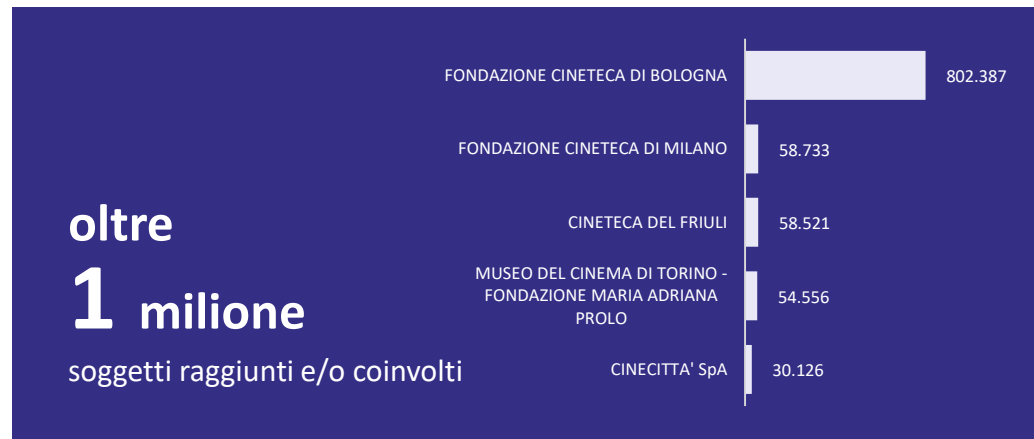 oltre
1 milione
soggetti raggiunti e/o coinvolti
FONDAZIONE CINETECA DI BOLOGNA 802.387
FONDAZIONE CINETECA DI MILANO 58.733
CINETECA DEL FRIULI 58.521
MUSEO DEL CINEMA DI TORINO -
FONDAZIONE MARIA ADRIANA 54.556
PROLO
CINECITTA' SpA 30.126